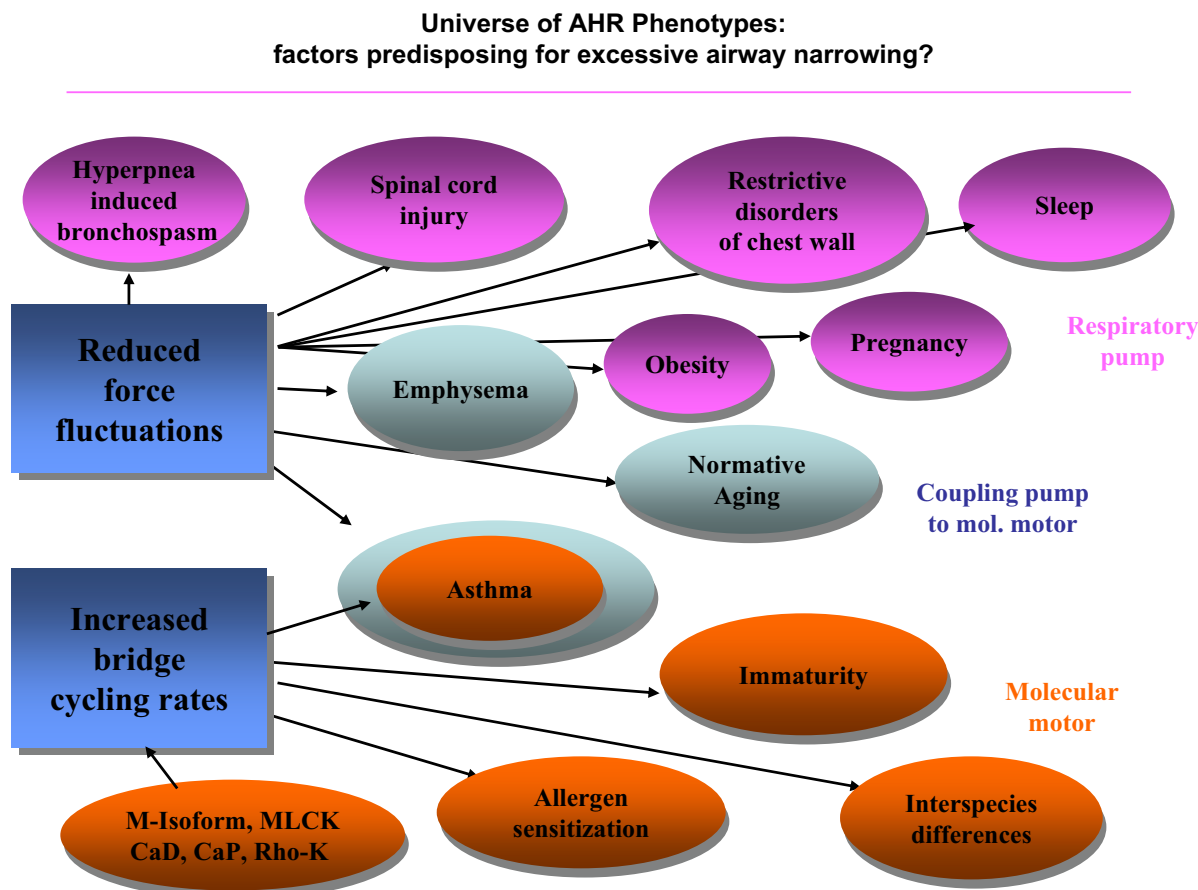 Universe of AHR Phenotypes:
factors predisposing for excessive airway narrowing?
Hyperpnea
induced
bronchospasm
Spinal cord
injury
Restrictive
disorders
of chest wall
Sleep
Reduced
force
fluctuations
Emphysema
Obesity
Pregnancy
Respiratory
pump
Normative
Aging
Coupling pump
to mol. motor
Asthma
Increased
bridge
cycling rates
Immaturity
Molecular
motor
M-Isoform, MLCK
CaD, CaP, Rho-K
Allergen
sensitization
Interspecies
differences